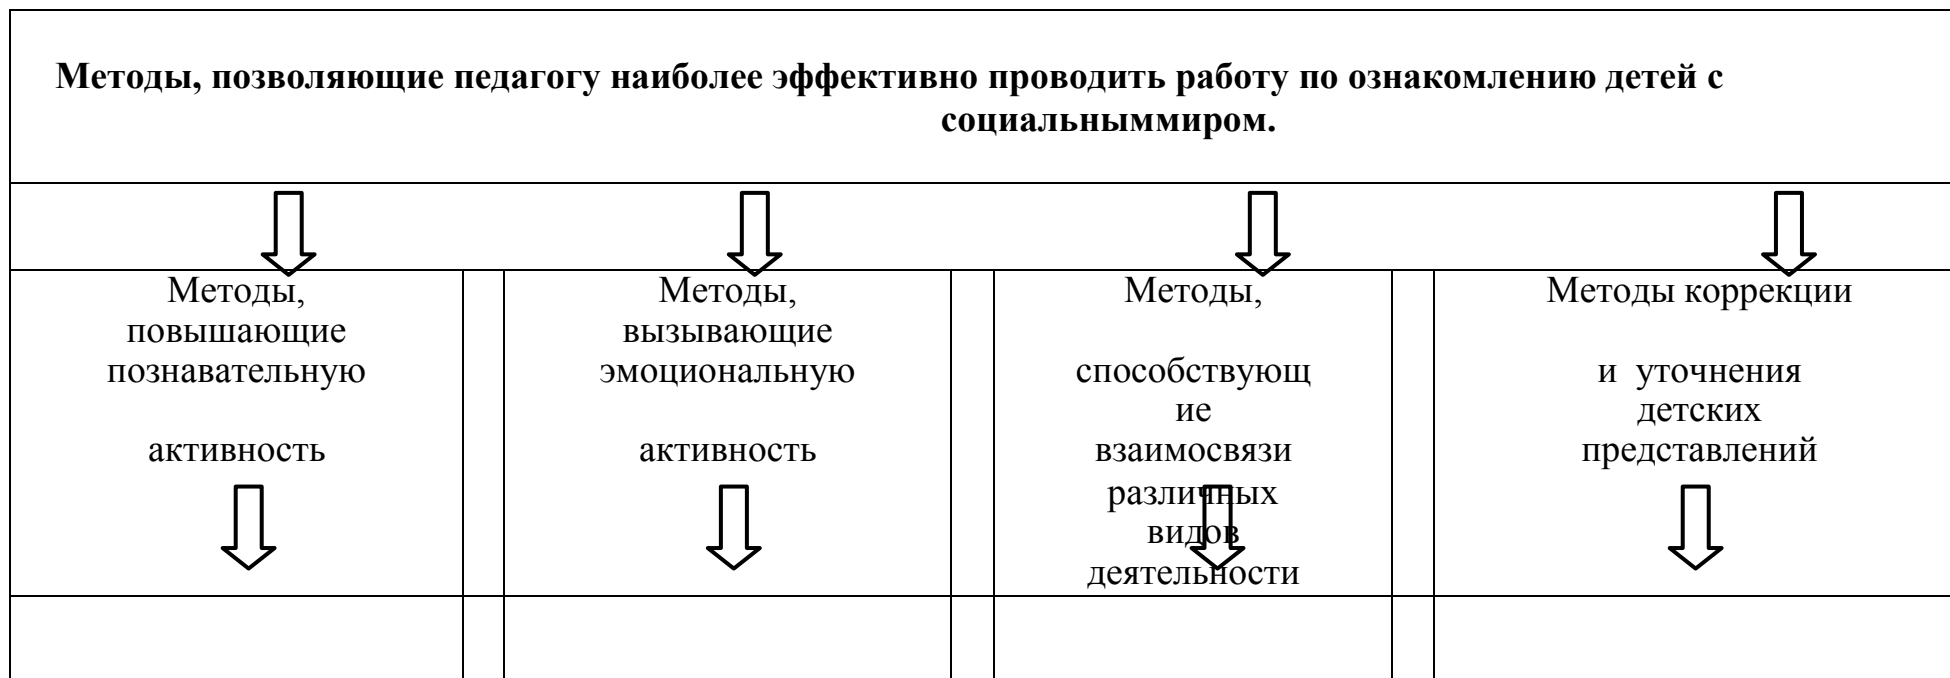 Методы, позволяющие педагогу наиболее эффективно проводить работу по ознакомлению детей с
социальныммиром.
Методы,
повышающие
познавательную
активность
Методы,
вызывающие
эмоциональную
активность
Методы,
способствующ
ие
взаимосвязи
различных
видов
деятельности
Методы коррекции
и уточнения
детских
представлений